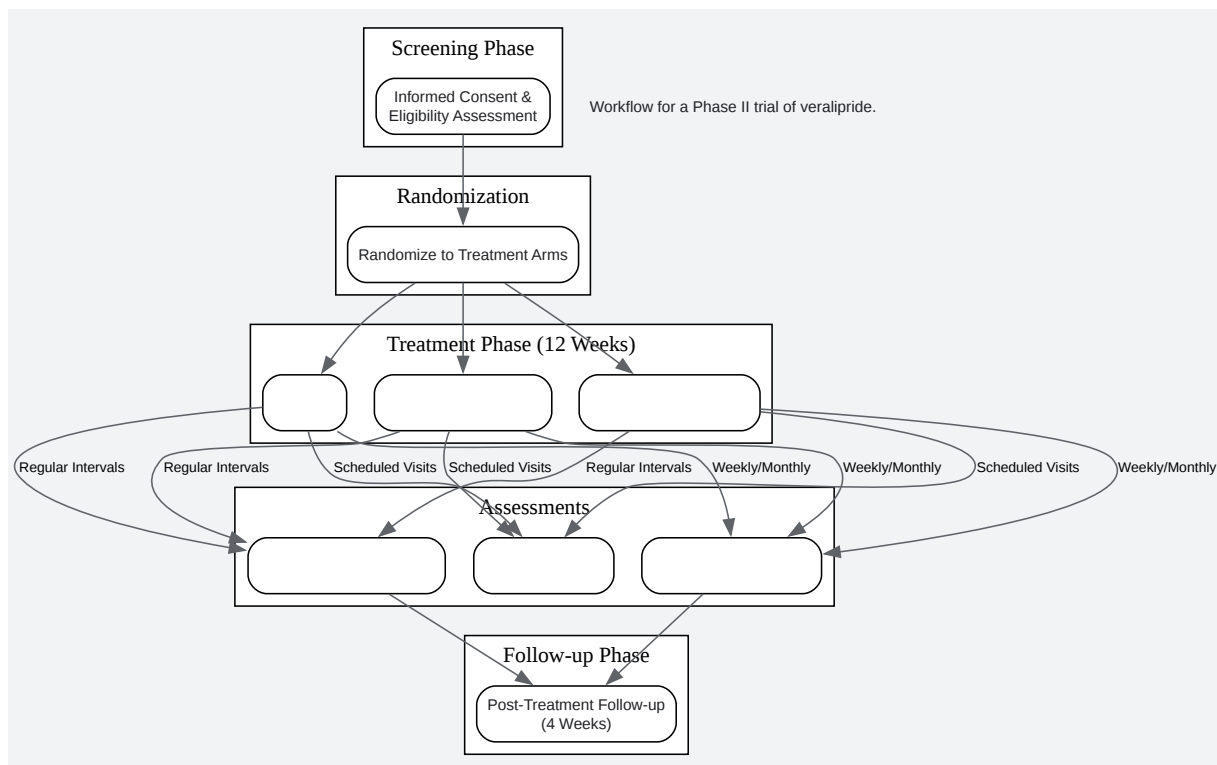 Screening Phase
Informed Consent &
Eligibility Assessment
Workflow for a Phase II trial of veralipride.
Randomization
Randomize to Treatment Arms
Treatment Phase (12 Weeks)
Regular Intervals
Regular Intervals
Scheduled Visits
Scheduled Visits
Regular Intervals
Weekly/Monthly
Weekly/Monthly
Scheduled Visits
Weekly/Monthly
Assessments
Follow-up Phase
Post-Treatment Follow-up
(4 Weeks)